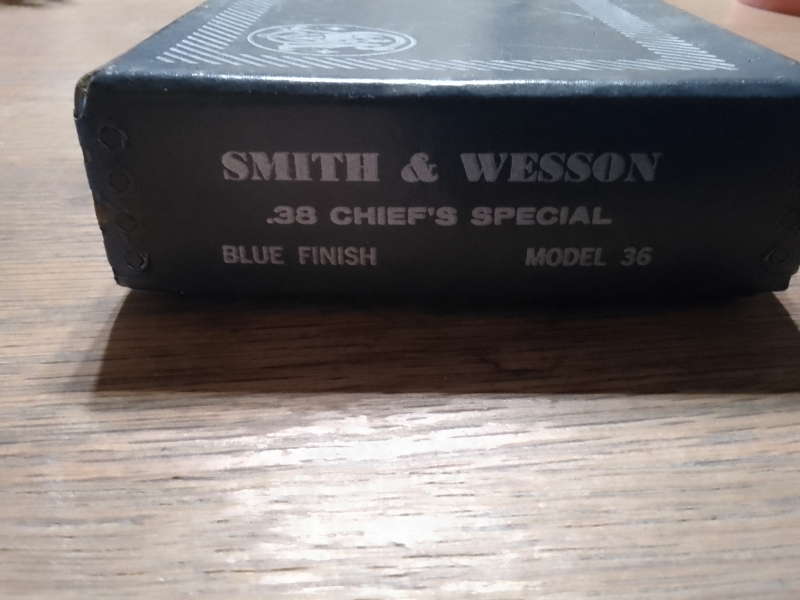 SMITH & WESSON
.38 CHIEF'S SPECIAL
BLUE FINISH MODEL 36